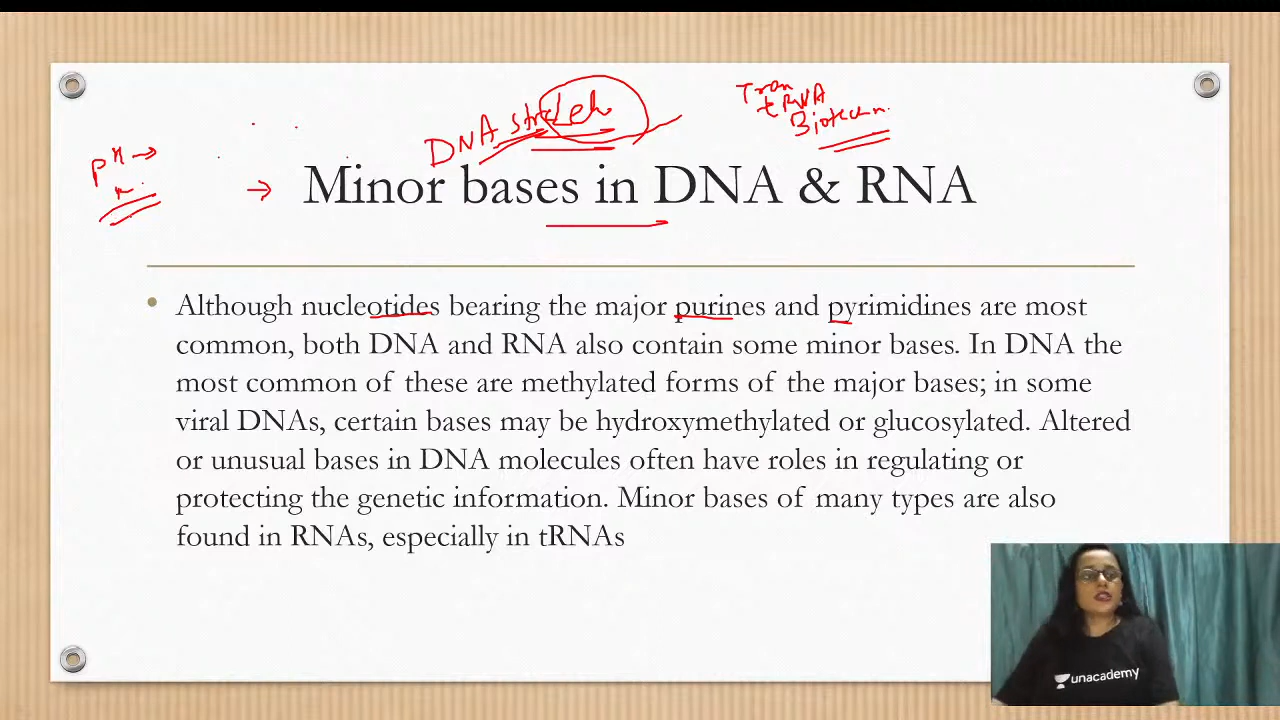 Tran
tRNA
DNA
pH →
→ Minor bases in DNA & RNA
• Although nucleotides bearing the major purines and pyrimidines are most
common, both DNA and RNA also contain some minor bases. In DNA the
most common of these are methylated forms of the major bases; in some
viral DNAs, certain bases may be hydroxymethylated or glucosylated. Altered
or unusual bases in DNA molecules often have roles in regulating or
protecting the genetic information. Minor bases of many types are also
found in RNAs, especially in tRNAs
unacademy